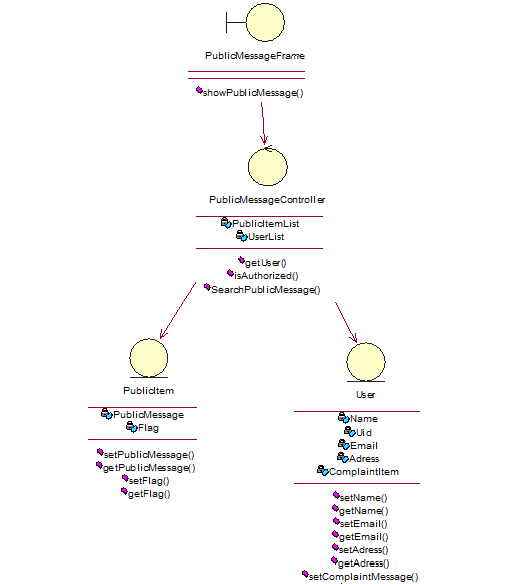 PublicMessageFrame
showPublicMessage()
PublicMessageController
PublicItemList
UserList
getUser()
isAuthorized()
SearchPublicMessage()
PublicItem
PublicMessage
Flag
setPublicMessage()
getPublicMessage()
setFlag()
getFlag()
User
Name
Uid
Email
Adress
ComplaintItem
setName()
getName()
setEmail()
getEmail()
setAdress()
getAdress()
setComplaintMessage()